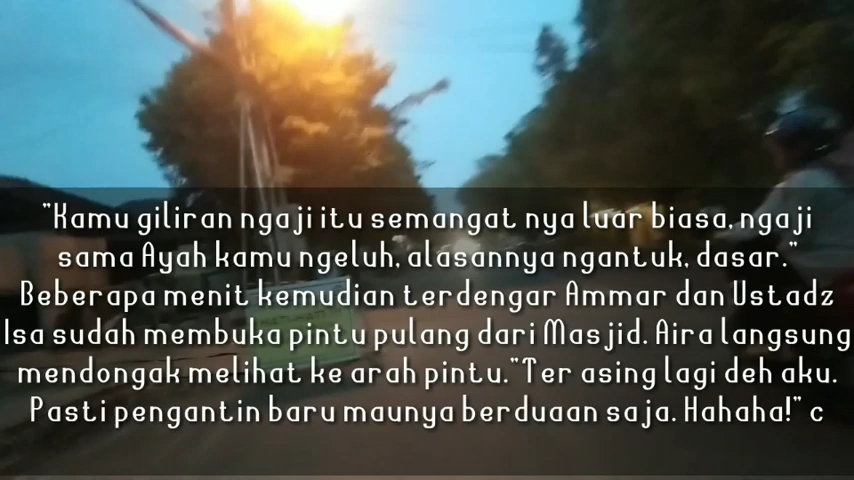 "Kamu giliran ngaji itu semangat nya luar biasa, ngaji
sama Ayah kamu ngeluh, alasannya ngantuk, dasar."
Beberapa menit kemudian terdengar Ammar dan Ustadz
Isa sudah membuka pintu pulang dari Masjid. Aira langsung
mendongak melihat ke arah pintu."Ter asing lagi deh aku.
Pasti pengantin baru maunya berduaan saja. Hahaha!" c